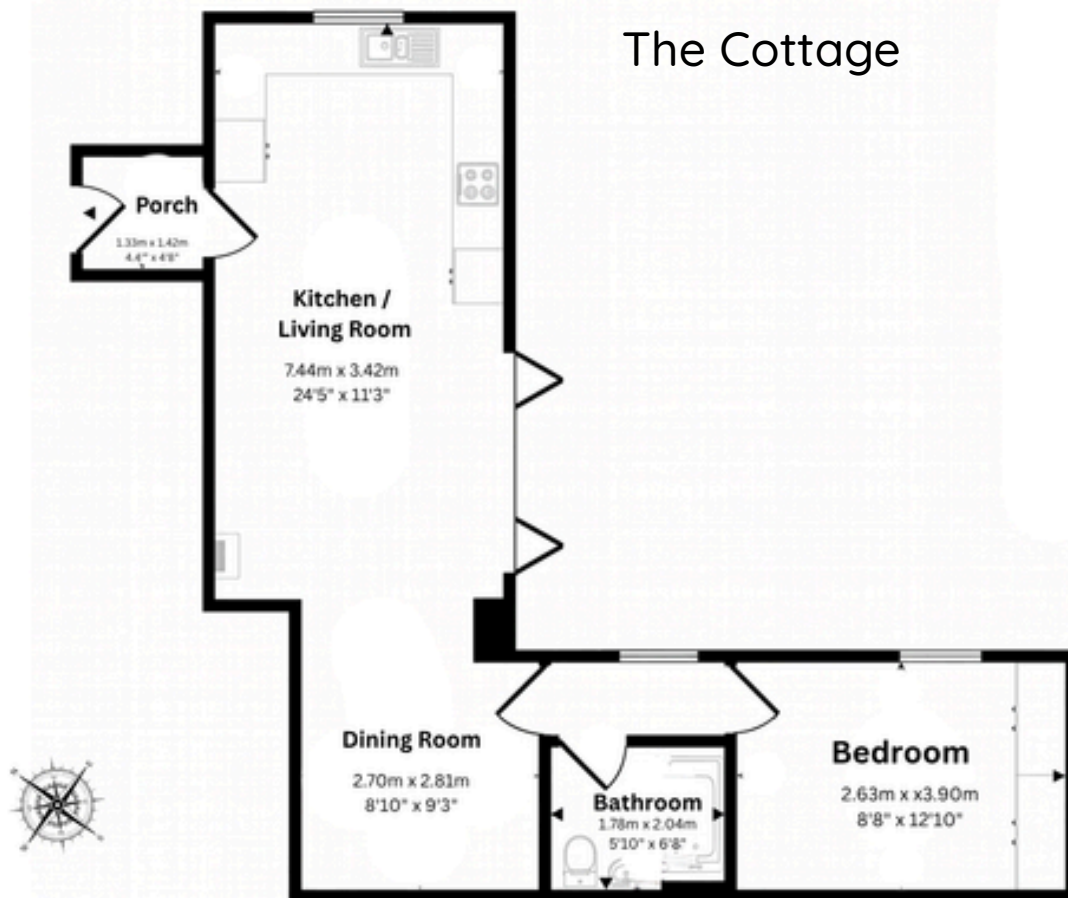 The Cottage
Porch
1.33m x 1.42m
4.4" x 4'8"
Kitchen /
Living Room
7.44m x 3.42m
24'5" x 11'3"
Dining Room
2.70m x 2.81m
8'10" x 9'3"
Bathroom
1.78m x 2.04m
5'10" x 6'8"
Bedroom
2.63m x x3.90m
8'8" x 12'10"